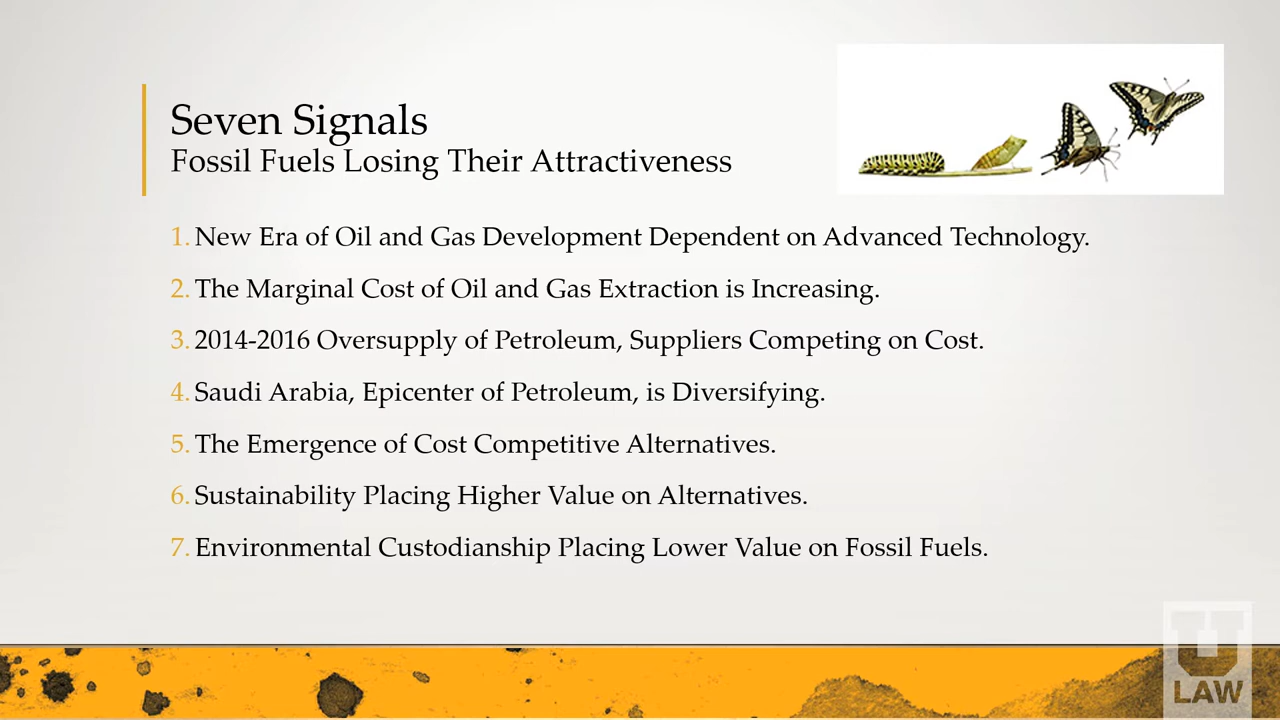 Seven Signals
Fossil Fuels Losing Their Attractiveness
1. New Era of Oil and Gas Development Dependent on Advanced Technology.
2. The Marginal Cost of Oil and Gas Extraction is Increasing.
3. 2014-2016 Oversupply of Petroleum, Suppliers Competing on Cost.
4. Saudi Arabia, Epicenter of Petroleum, is Diversifying.
5. The Emergence of Cost Competitive Alternatives.
6. Sustainability Placing Higher Value on Alternatives.
7. Environmental Custodianship Placing Lower Value on Fossil Fuels.
U
LAW